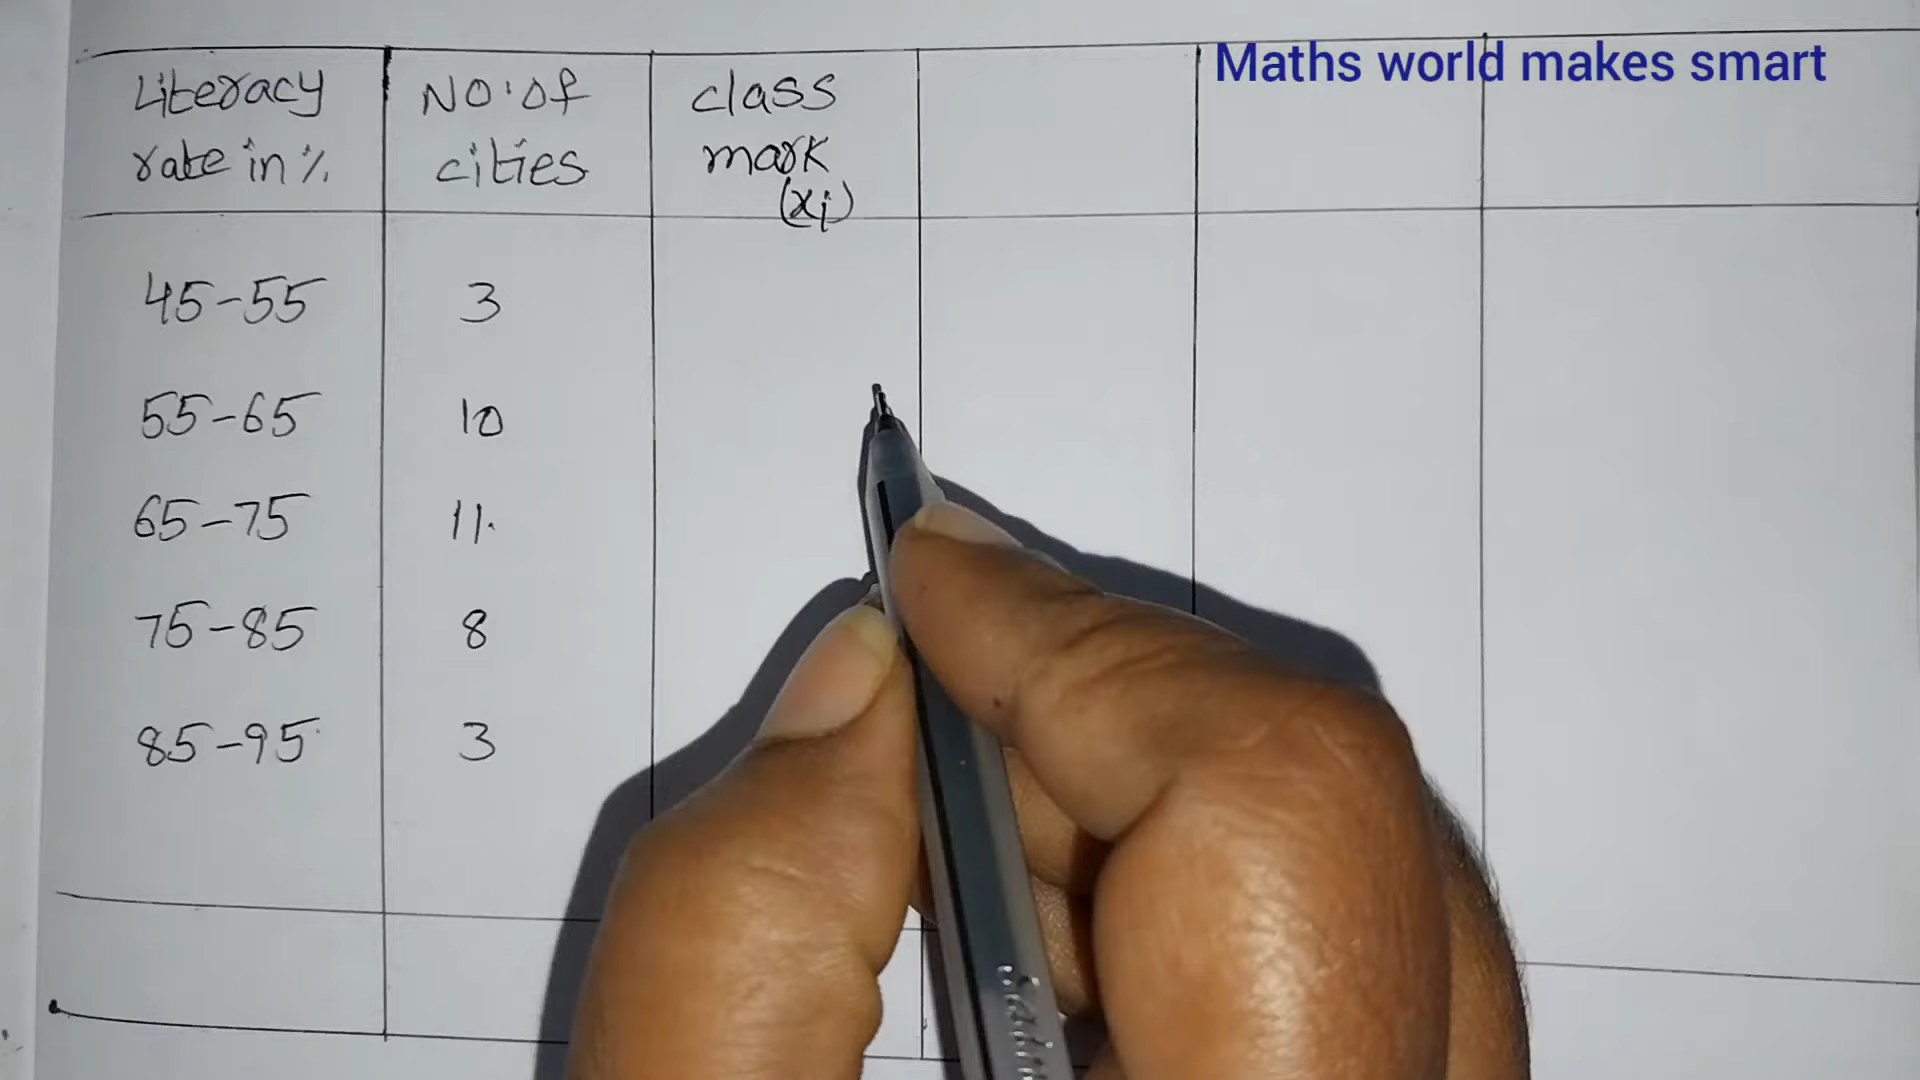 Maths world makes smart
Literacy rate in %
No. of cities
class mark (xi)
45-55 3
55-65 10
65-75 11.
75-85 8
85-95 3